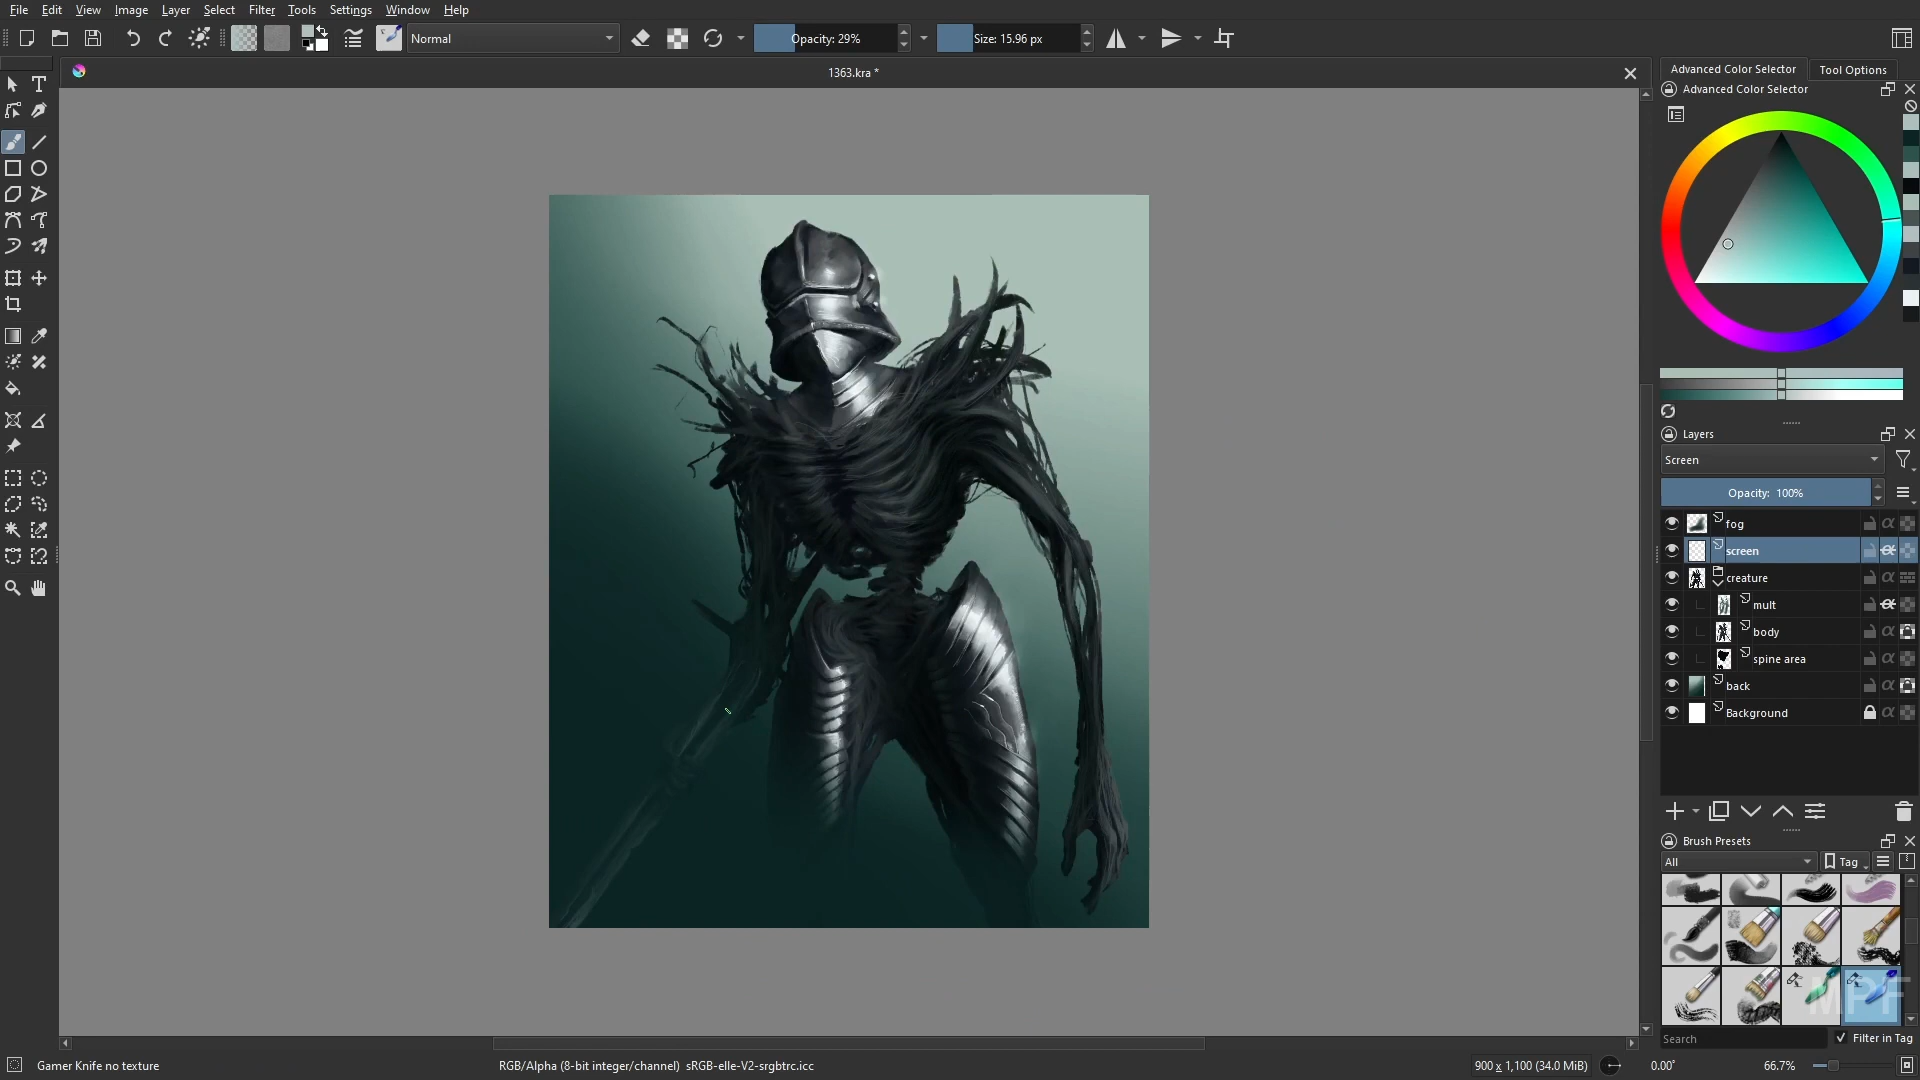 File Edit View Image Layer Select Filter Tools Settings Window Help
Normal
Opacity: 29%
Size: 15.96 px
1363.kra *
Advanced Color Selector
Tool Options
Advanced Color Selector
Layers
Screen
Opacity: 100%
fog
screen
creature
mult
body
spine area
back
Background
Brush Presets
All
Tag
MPF
Search
Filter in Tag
Gamer Knife no texture
RGB/Alpha (8-bit integer/channel) sRGB-elle-V2-srgbtrc.icc
900 x 1,100 (34.0 MiB)
0.00°
66.7%